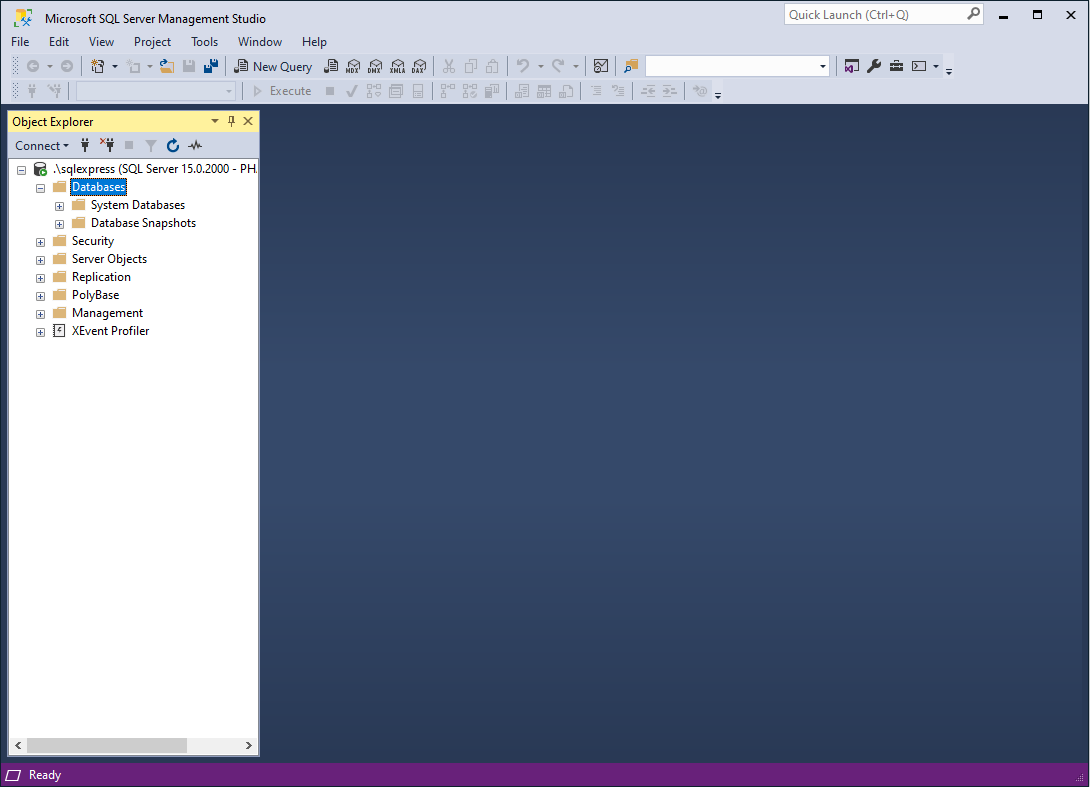 Microsoft SQL Server Management Studio
Quick Launch (Ctrl+Q)
File Edit View Project Tools Window Help
New Query MDX DMX XMLA DAX
Execute
Object Explorer
Connect
.\sqlexpress (SQL Server 15.0.2000 - PH
Databases
System Databases
Database Snapshots
Security
Server Objects
Replication
PolyBase
Management
XEvent Profiler
Ready